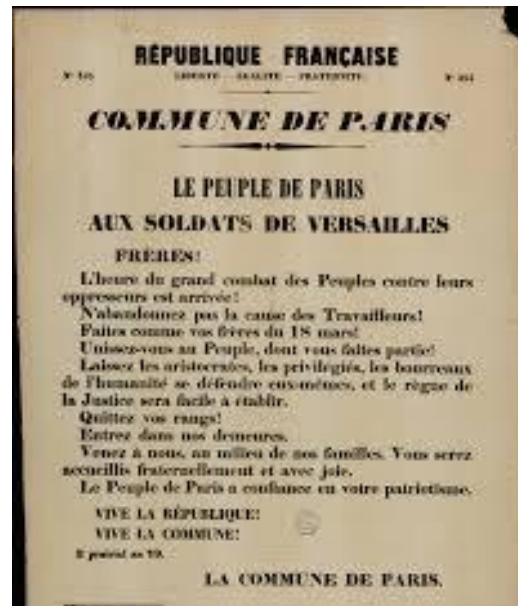 RÉPUBLIQUE FRANÇAISE
LIBERTÉ — ÉGALITÉ — FRATERNITÉ
COMMUNE DE PARIS
LE PEUPLE DE PARIS
AUX SOLDATS DE VERSAILLES
FRÈRES!
L'heure du grand combat des Peuples contre leurs
oppresseurs est arrivée!
N'abandonnez pas la cause des Travailleurs!
Faites comme vos frères du 18 mars!
Unissez-vous au Peuple, dont vous faites partie!
Laissez les aristocrates, les privilégiés, les bourreaux
de l'humanité se défendre eux-mêmes, et le règne de
la Justice sera facile à établir.
Quittez vos rangs!
Entrez dans nos demeures.
Venez à nous, au milieu de nos familles. Vous serez
accueillis fraternellement et avec joie.
Le Peuple de Paris a confiance en votre patriotisme.
VIVE LA RÉPUBLIQUE!
VIVE LA COMMUNE!
3 prairial an 79.
LA COMMUNE DE PARIS.